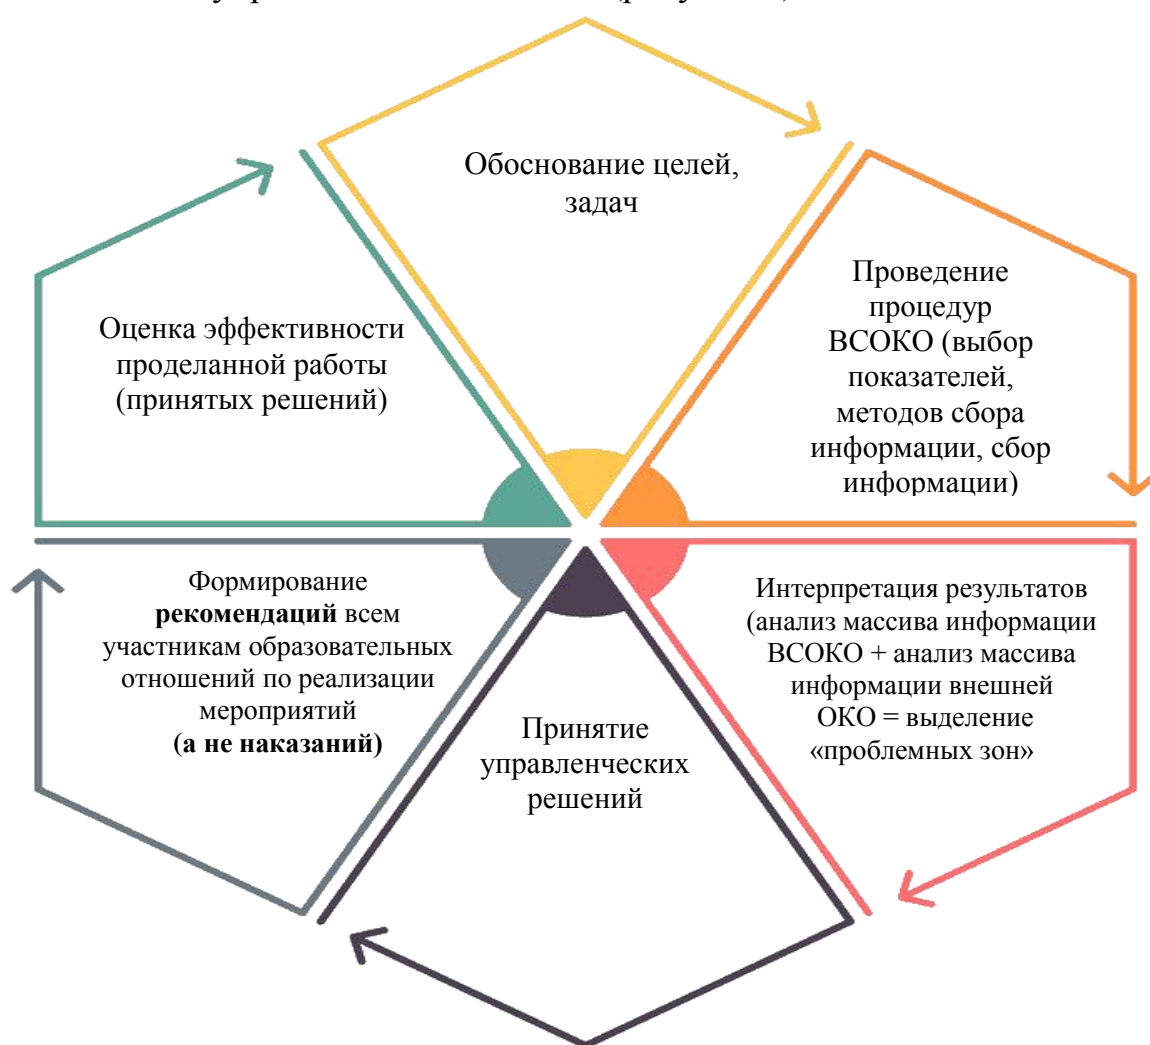 Обоснование целей,
задач
Проведение
процедур
ВСОКО (выбор
показателей,
методов сбора
информации, сбор
информации)
Интерпретация результатов
(анализ массива информации
ВСОКО + анализ массива
информации внешней
ОКО = выделение
«проблемных зон»
Принятие
управленческих
решений
Формирование
рекомендаций всем
участникам образовательных
отношений по реализации
мероприятий
(а не наказаний)
Оценка эффективности
проделанной работы
(принятых решений)